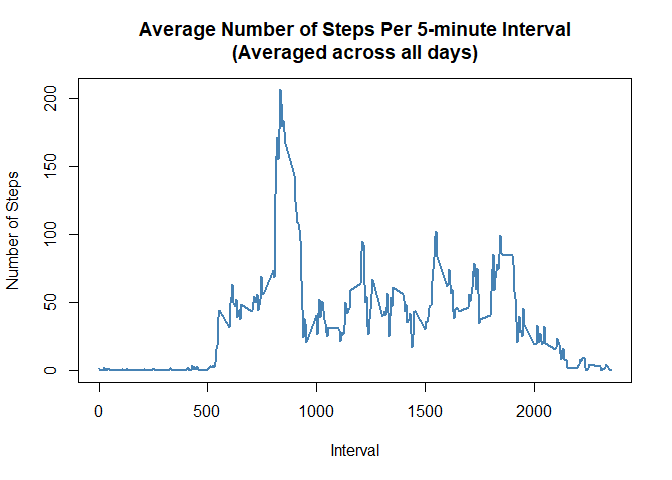 Average Number of Steps Per 5-minute Interval
(Averaged across all days)
Number of Steps
200
150
100
50
0
0 500 1000 1500 2000
Interval